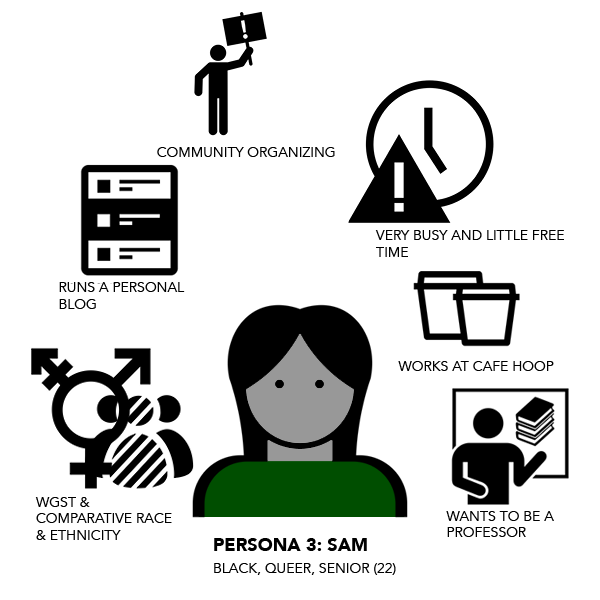 COMMUNITY ORGANIZING
VERY BUSY AND LITTLE FREE
TIME
RUNS A PERSONAL
BLOG
WORKS AT CAFE HOOP
WGST &
COMPARATIVE RACE
& ETHNICITY
WANTS TO BE A
PROFESSOR
PERSONA 3: SAM
BLACK, QUEER, SENIOR (22)